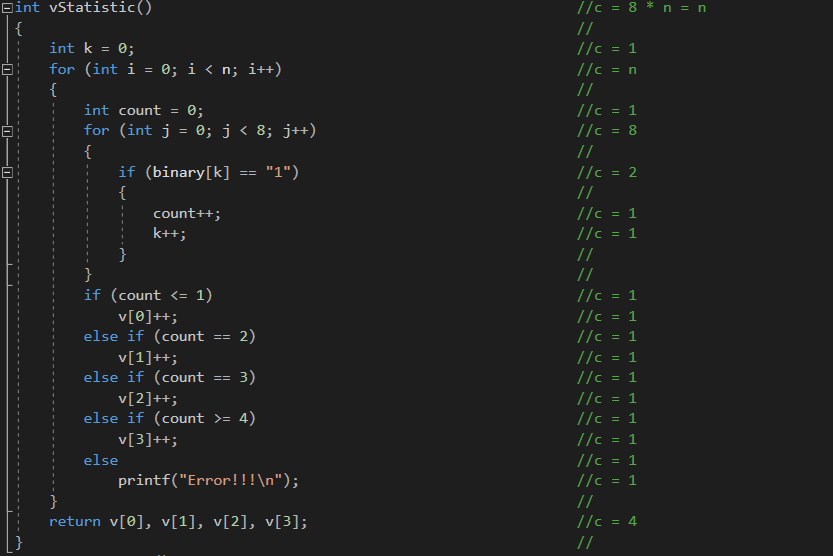 int vStatistic() //c = 8 * n = n
{ //
int k = 0; //c = 1
for (int i = 0; i < n; i++) //c = n
{ //
int count = 0; //c = 1
for (int j = 0; j < 8; j++) //c = 8
{ //
if (binary[k] == "1") //c = 2
{ //
count++; //c = 1
k++; //c = 1
} //
} //
if (count <= 1) //c = 1
v[0]++; //c = 1
else if (count == 2) //c = 1
v[1]++; //c = 1
else if (count == 3) //c = 1
v[2]++; //c = 1
else if (count >= 4) //c = 1
v[3]++; //c = 1
else //c = 1
printf("Error!!!\n"); //c = 1
} //
return v[0], v[1], v[2], v[3]; //c = 4
} //